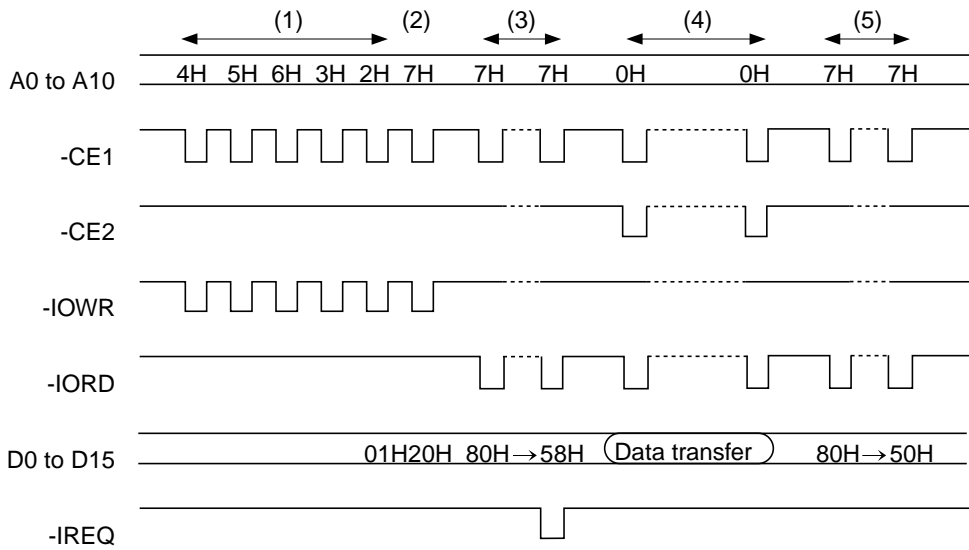 (1) (2) (3) (4) (5)
A0 to A10 4H 5H 6H 3H 2H 7H 7H 7H 0H 0H 7H 7H
-CE1
-CE2
-IOWR
-IORD
D0 to D15 01H20H 80H→58H Data transfer 80H→50H
-IREQ